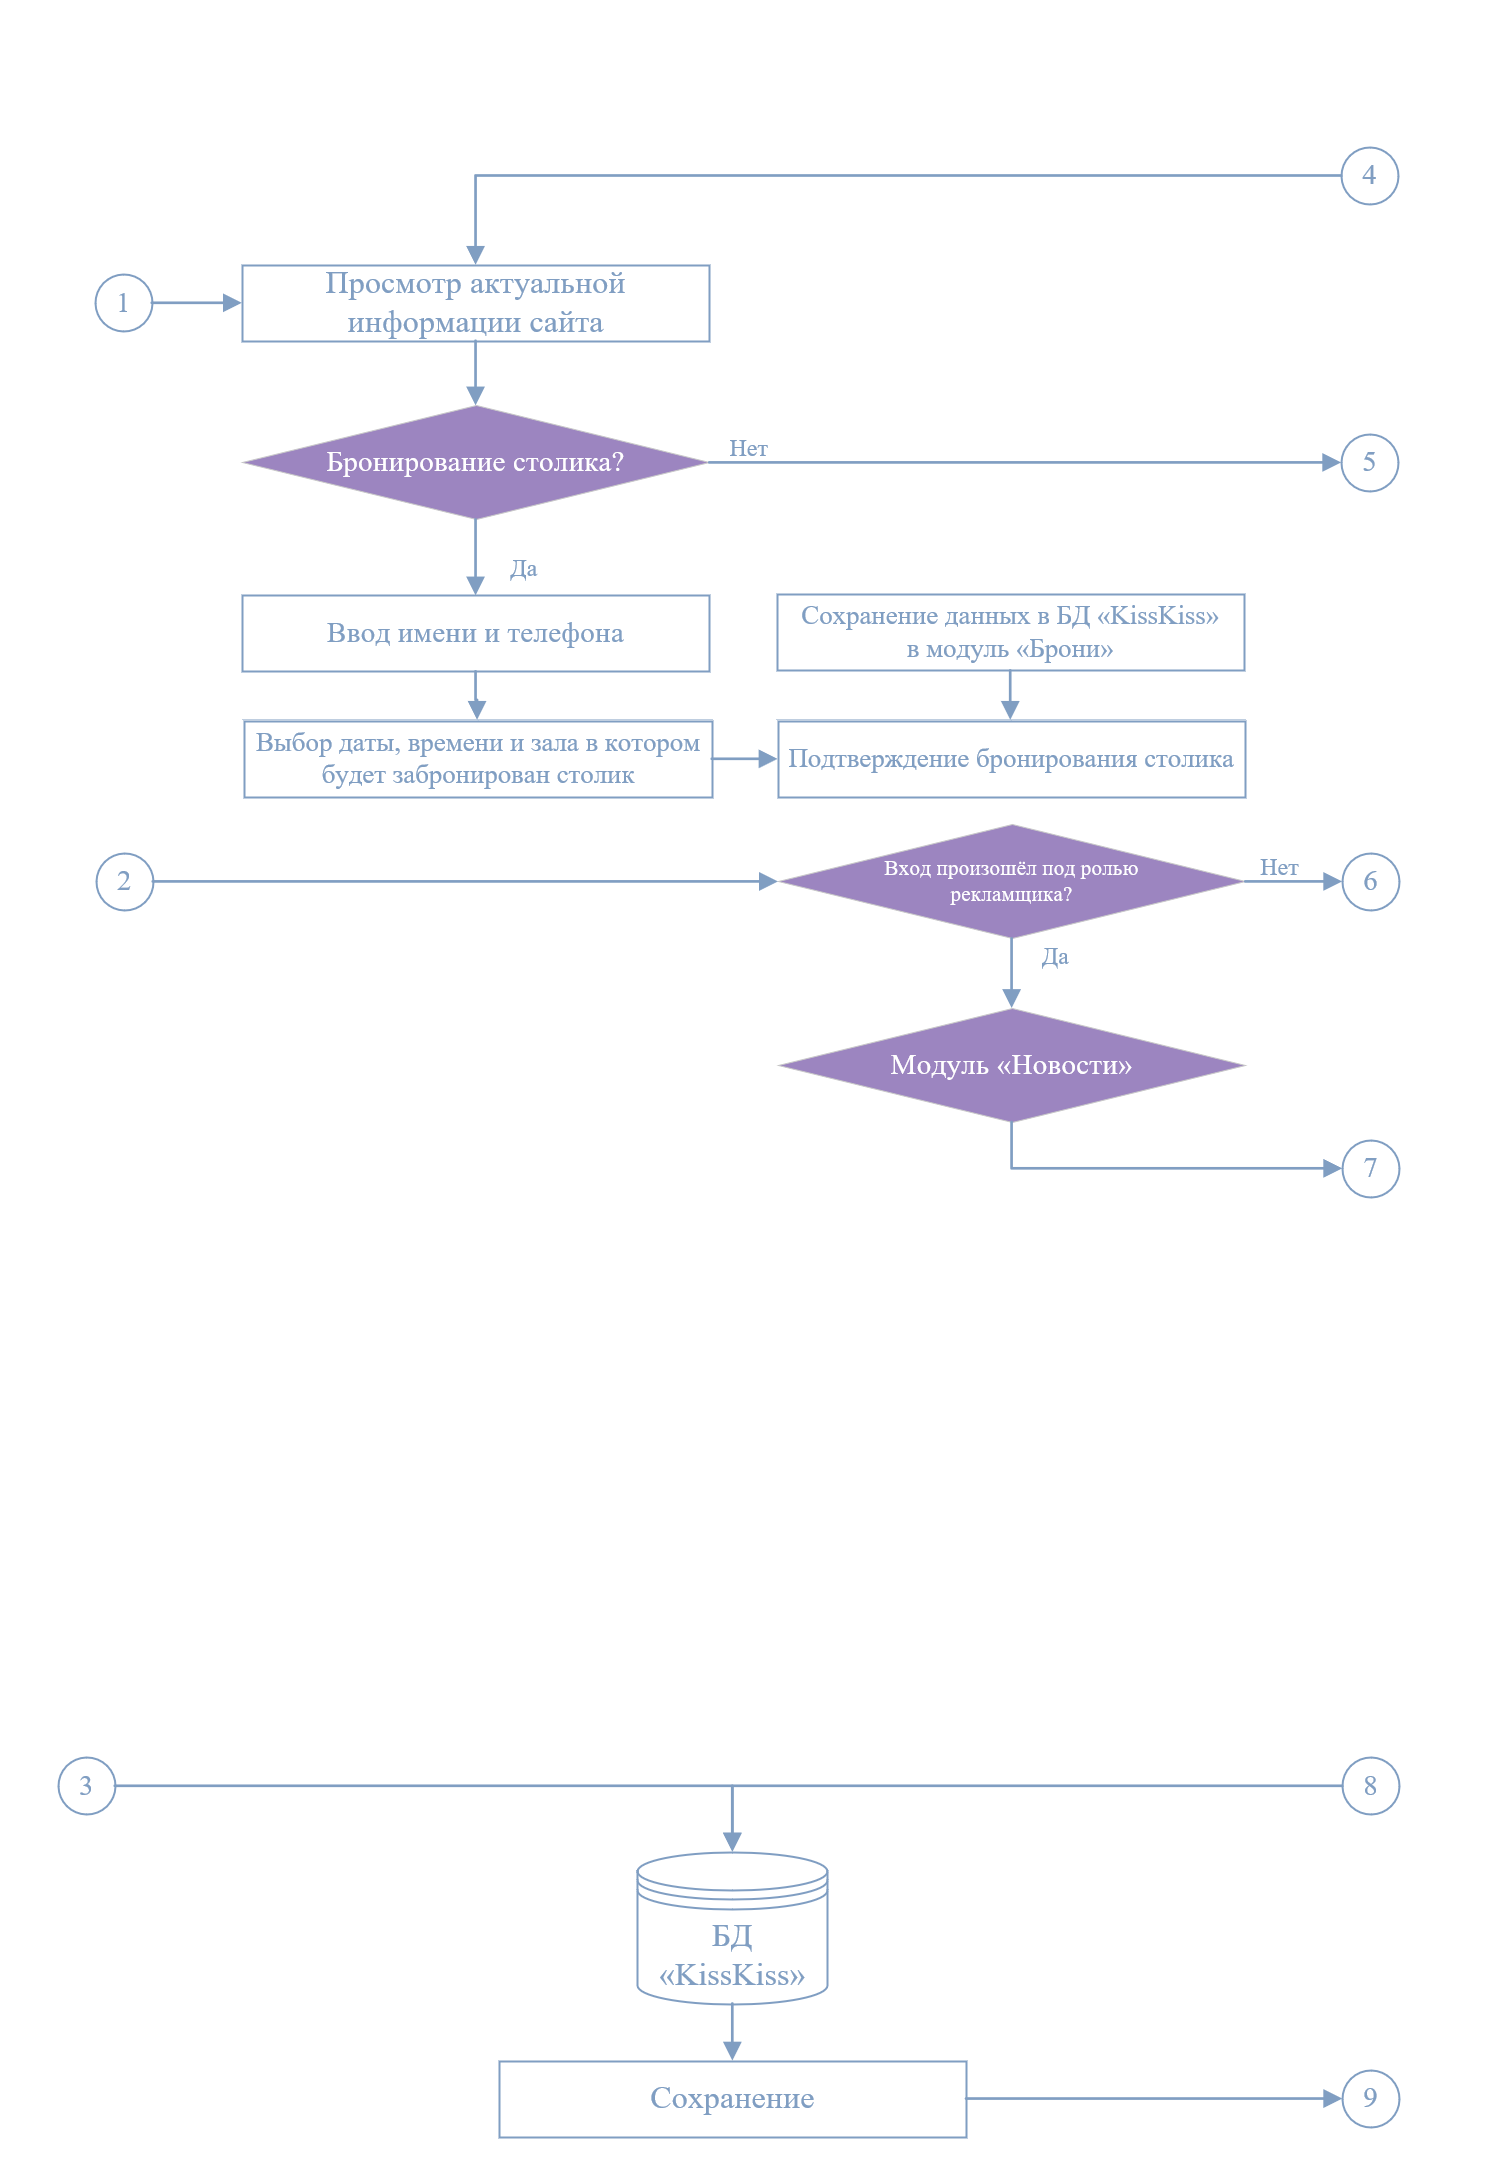 4
1
Просмотр актуальной
информации сайта
Бронирование столика?
Нет
5
Да
Ввод имени и телефона
Сохранение данных в БД «KissKiss»
в модуль «Брони»
Выбор даты, времени и зала в котором
будет забронирован столик
Подтверждение бронирования столика
2
Вход произошёл под ролью
рекламщика?
Нет
6
Да
Модуль «Новости»
7
3
8
БД
«KissKiss»
Сохранение
9